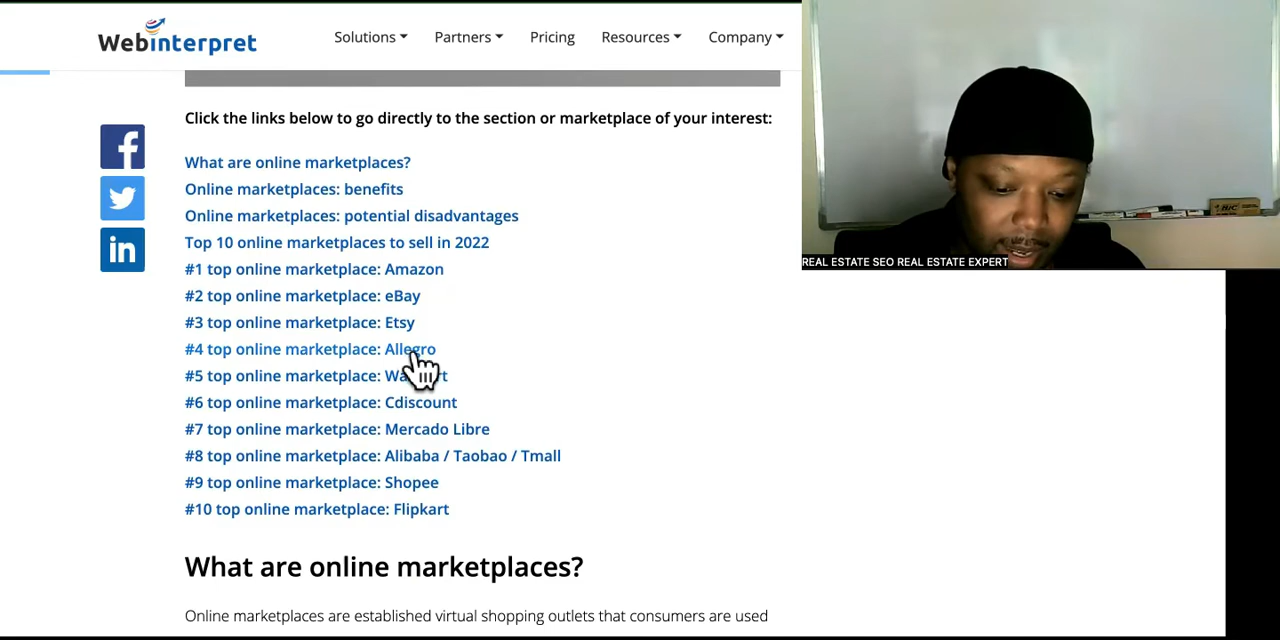 Webinterpret
Solutions Partners Pricing Resources Company
Click the links below to go directly to the section or marketplace of your interest:
What are online marketplaces?
Online marketplaces: benefits
Online marketplaces: potential disadvantages
Top 10 online marketplaces to sell in 2022
#1 top online marketplace: Amazon
#2 top online marketplace: eBay
#3 top online marketplace: Etsy
#4 top online marketplace: Allegro
#5 top online marketplace:
#6 top online marketplace: Cdiscount
#7 top online marketplace: Mercado Libre
#8 top online marketplace: Alibaba / Taobao / Tmall
#9 top online marketplace: Shopee
#10 top online marketplace: Flipkart
What are online marketplaces?
Online marketplaces are established virtual shopping outlets that consumers are used
f
in
REAL ESTATE SEO REAL ESTATE EXPERT
BIC